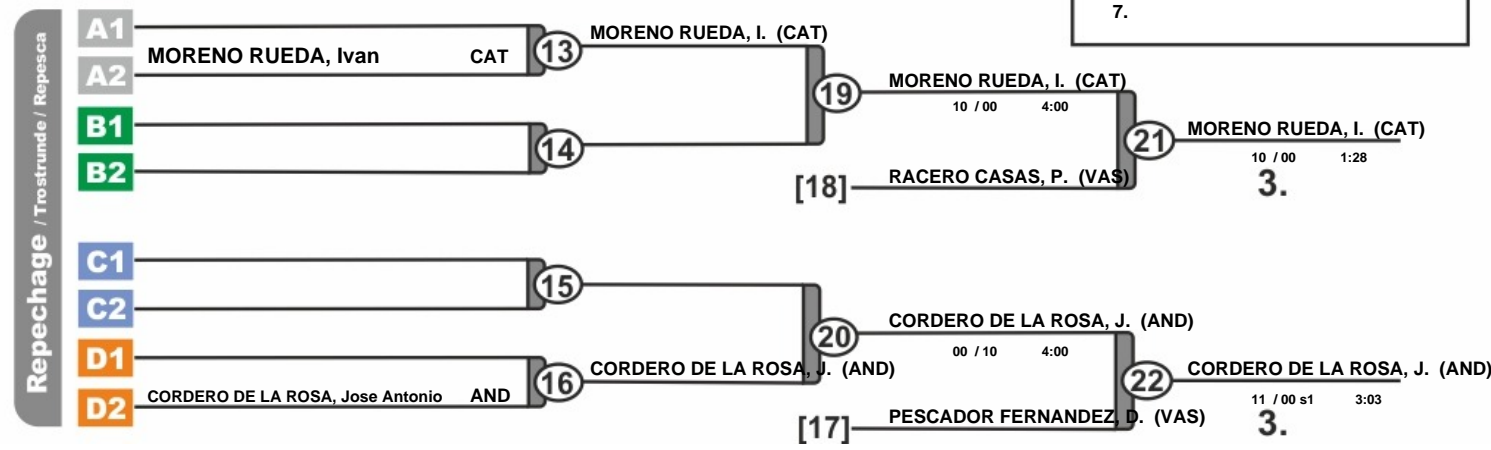 7.
Repechage / Trostrunde / Repesca
A1
MORENO RUEDA, Ivan CAT
A2
13
MORENO RUEDA, I. (CAT)
B1
B2
14
19
MORENO RUEDA, I. (CAT)
10 / 00 4:00
[18]
RACERO CASAS, P. (VAS)
21
MORENO RUEDA, I. (CAT)
10 / 00 1:28
3.
C1
C2
15
D1
CORDERO DE LA ROSA, Jose Antonio AND
D2
16
CORDERO DE LA ROSA, J. (AND)
20
CORDERO DE LA ROSA, J. (AND)
00 / 10 4:00
[17]
PESCADOR FERNANDEZ, D. (VAS)
22
CORDERO DE LA ROSA, J. (AND)
11 / 00 s1 3:03
3.